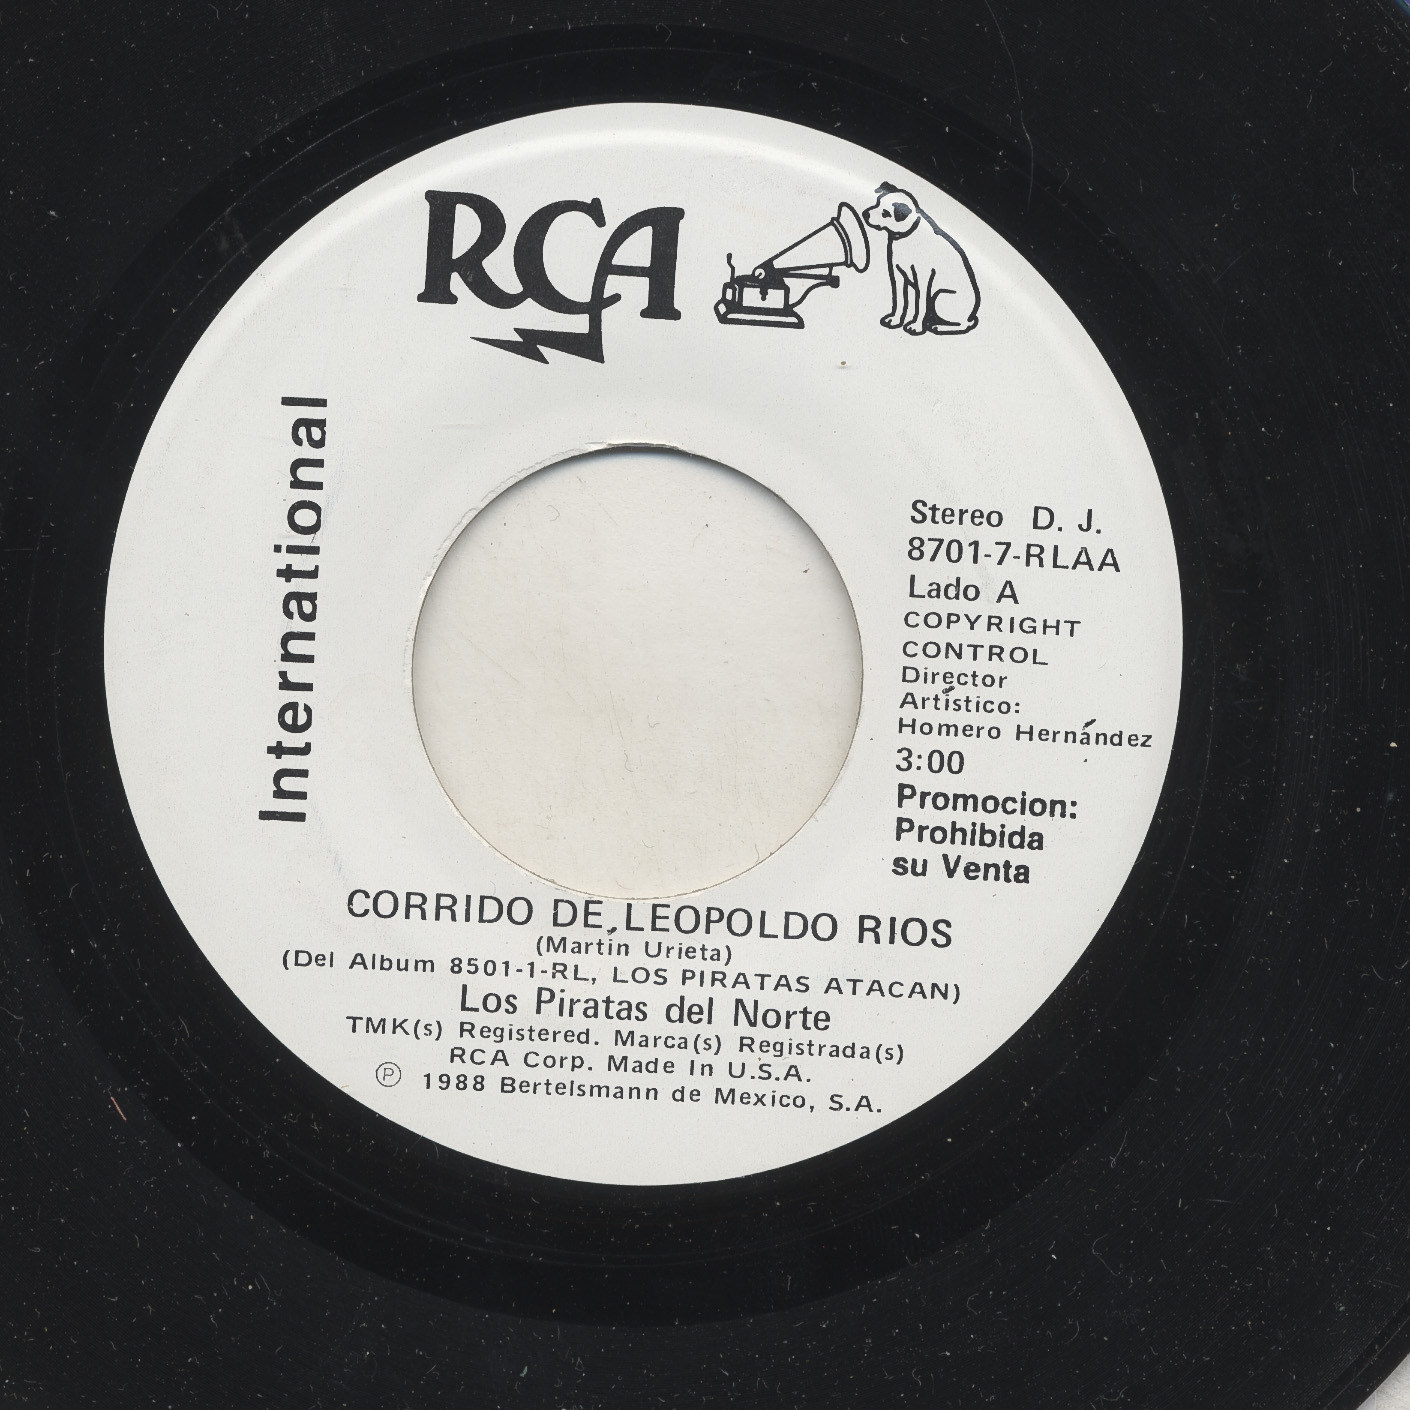 RCA
International
Stereo D. J.
8701-7-RLAA
Lado A
COPYRIGHT
CONTROL
Director
Artístico:
Homero Hernández
3:00
Promocion:
Prohibida
su Venta
CORRIDO DE LEOPOLDO RIOS
(Martín Urieta)
(Del Album 8501-1-RL, LOS PIRATAS ATACAN)
Los Piratas del Norte
TMK(s) Registered. Marca(s) Registrada(s)
RCA Corp. Made In U.S.A.
Ⓟ 1988 Bertelsmann de Mexico, S.A.